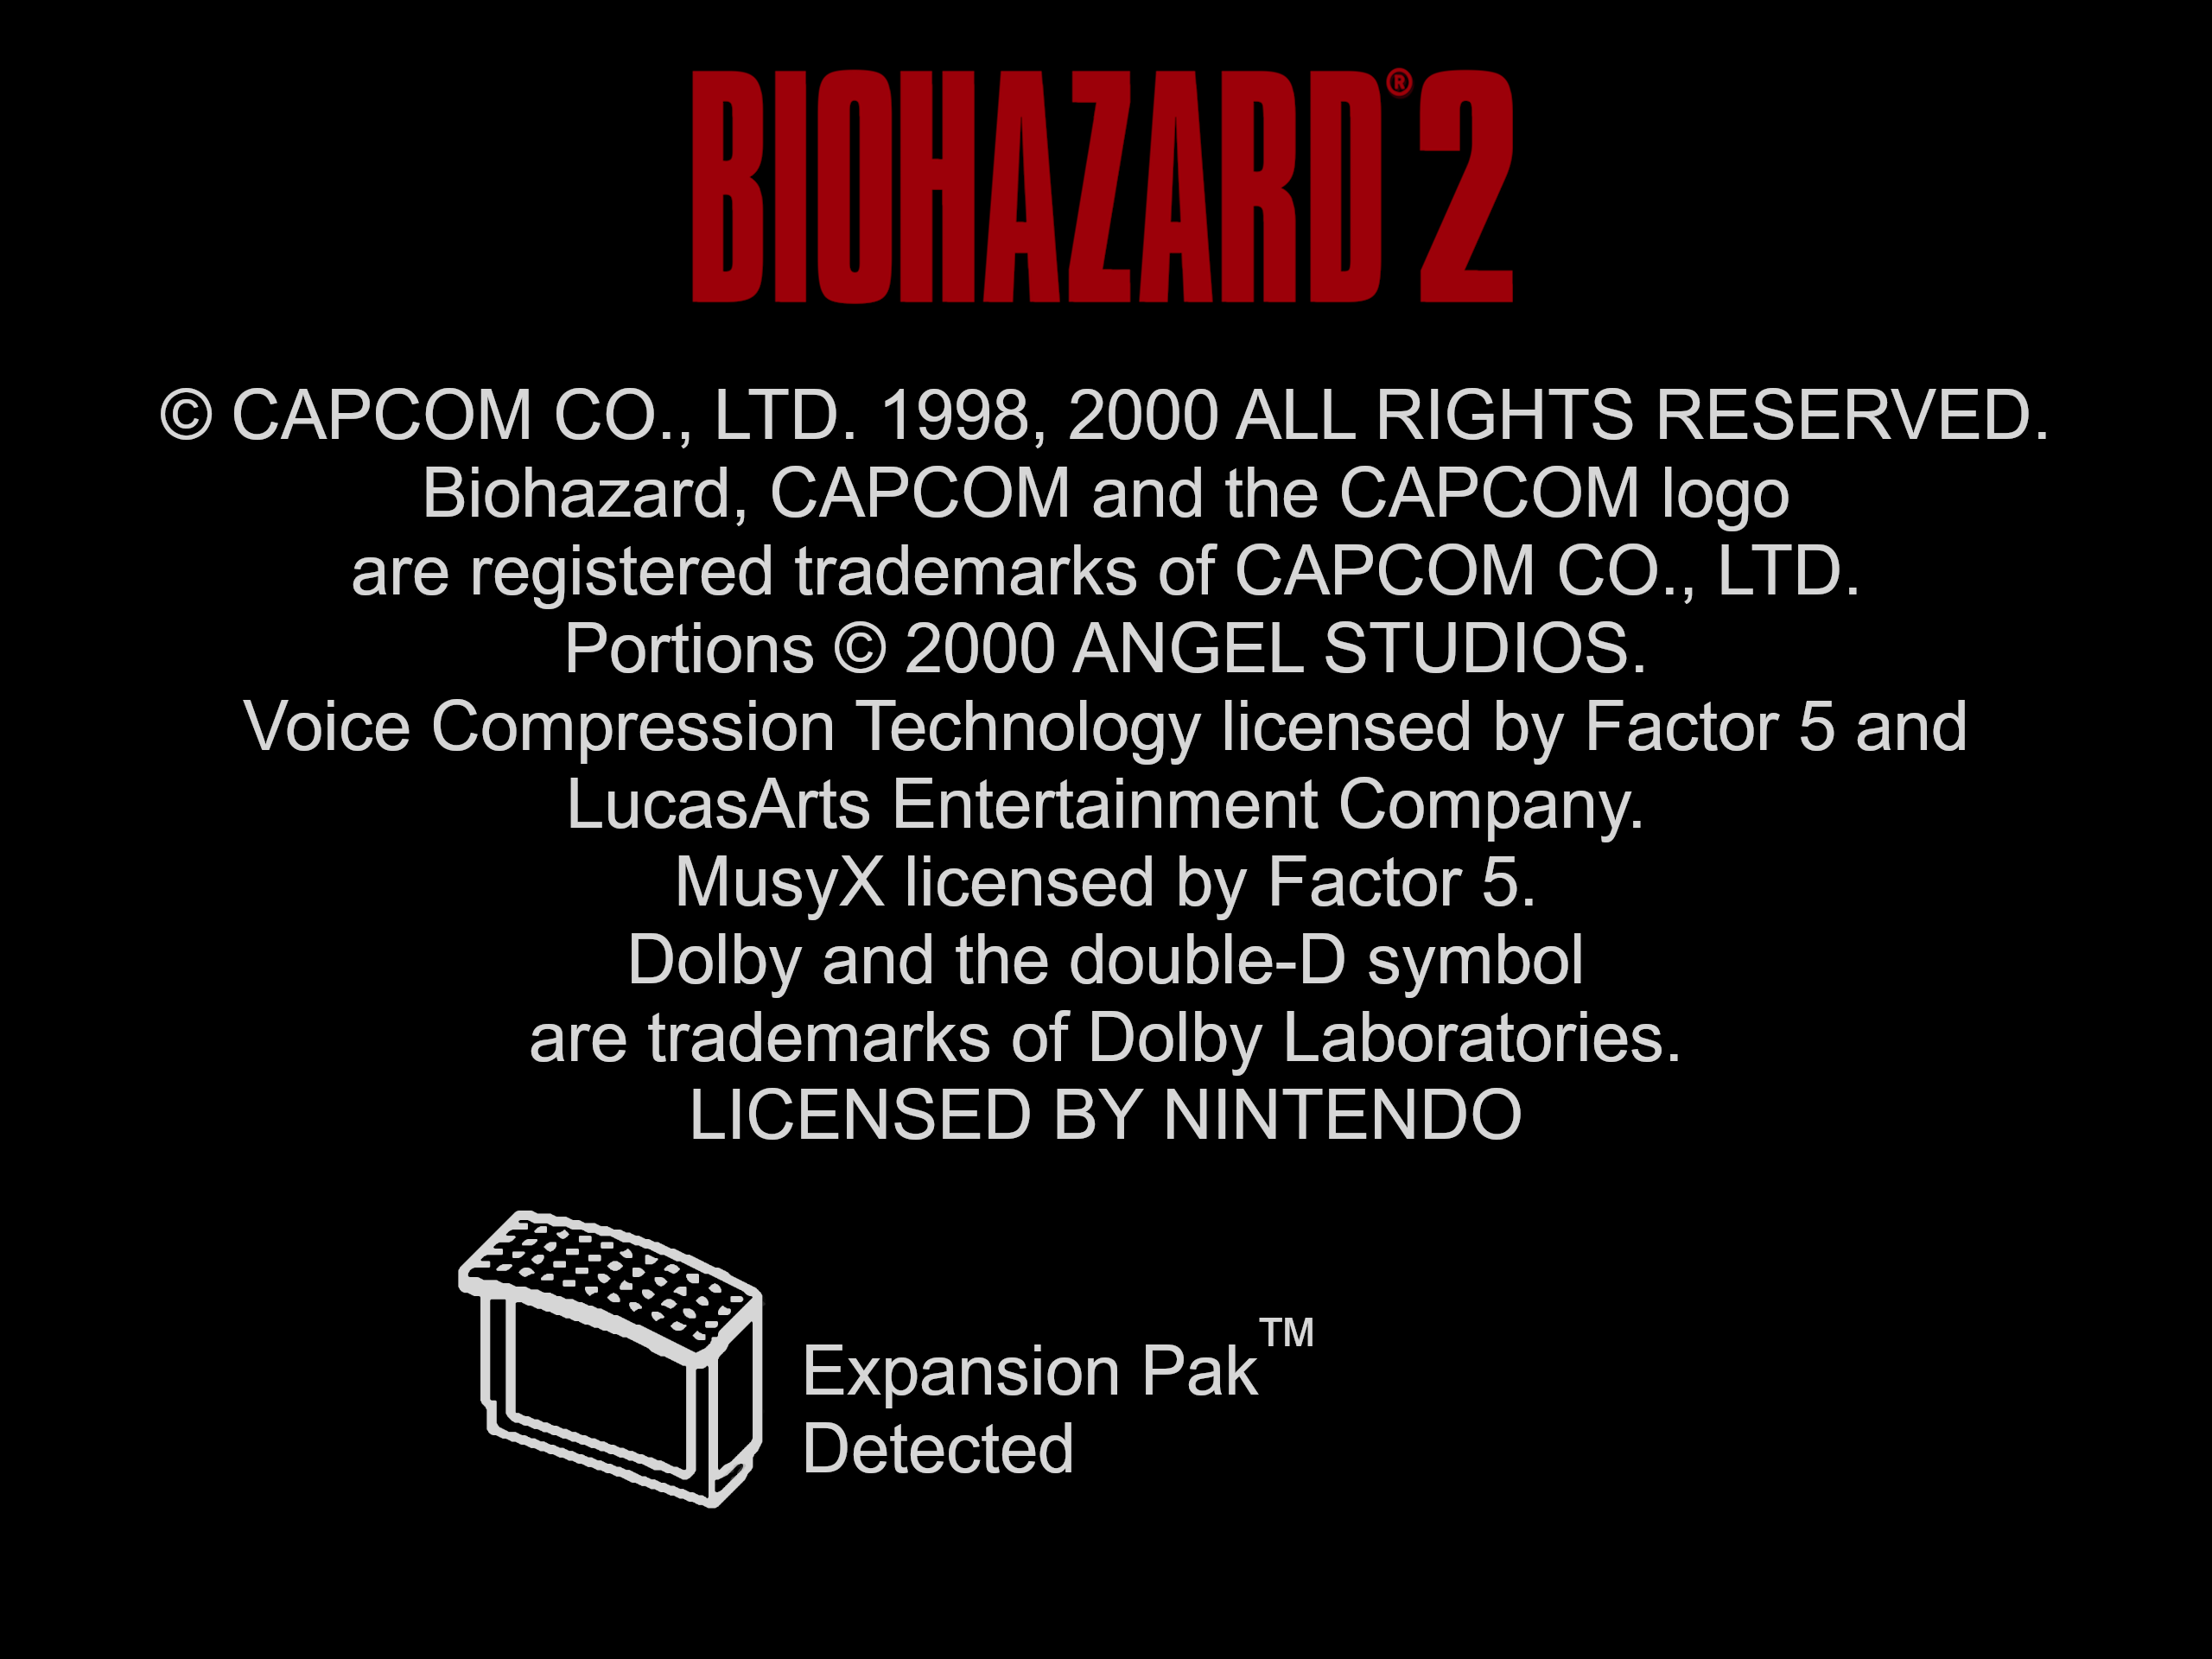 BIOHAZARD®2
© CAPCOM CO., LTD. 1998, 2000 ALL RIGHTS RESERVED.
Biohazard, CAPCOM and the CAPCOM logo
are registered trademarks of CAPCOM CO., LTD.
Portions © 2000 ANGEL STUDIOS.
Voice Compression Technology licensed by Factor 5 and
LucasArts Entertainment Company.
MusyX licensed by Factor 5.
Dolby and the double-D symbol
are trademarks of Dolby Laboratories.
LICENSED BY NINTENDO
Expansion Pak™
Detected